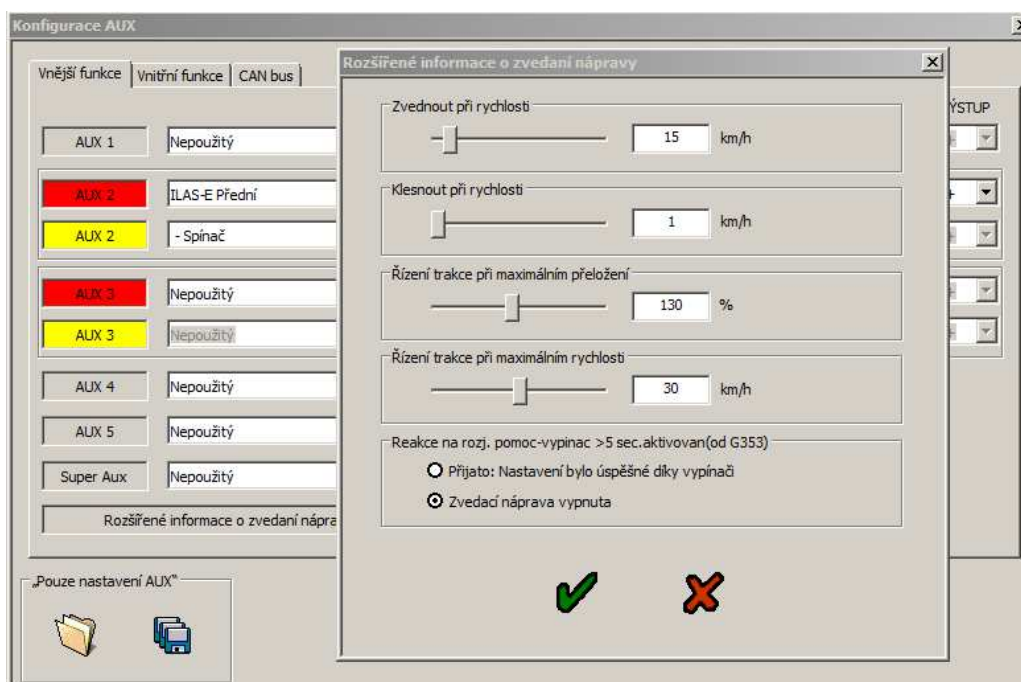 Konfigurace AUX
Vnější funkce Vnitřní funkce CAN bus
VÝSTUP
AUX 1 Nepoužitý
AUX 2 ILAS-E Přední
AUX 2 - Spínač
AUX 3 Nepoužitý
AUX 3 Nepoužitý
AUX 4 Nepoužitý
AUX 5 Nepoužitý
Super Aux Nepoužitý
Rozšířené informace o zvedaní nápra
„Pouze nastavení AUX“
Rozšířené informace o zvedaní nápravy
Zvednout při rychlosti
15 km/h
Klesnout při rychlosti
1 km/h
Řízení trakce při maximálním přeložení
130 %
Řízení trakce při maximálním rychlosti
30 km/h
Reakce na rozj. pomoc-vypinac >5 sec.aktivovan(od G353)
Přijato: Nastavení bylo úspěšné díky vypínači
Zvedací náprava vypnuta